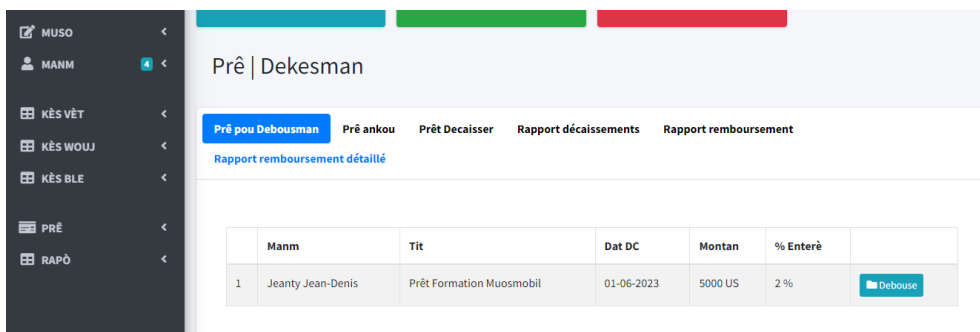 MUSO
MANM 4
KÈS VÈT
KÈS WOUJ
KÈS BLE
PRÊ
RAPÒ
Prê | Dekesman
Prê pou Debousman Prê ankou Prêt Decaisser Rapport décaissements Rapport remboursement
Rapport remboursement détaillé
Manm Tit Dat DC Montan % Enterè
1 Jeanty Jean-Denis Prêt Formation Muosmobil 01-06-2023 5000 US 2 % Debouse